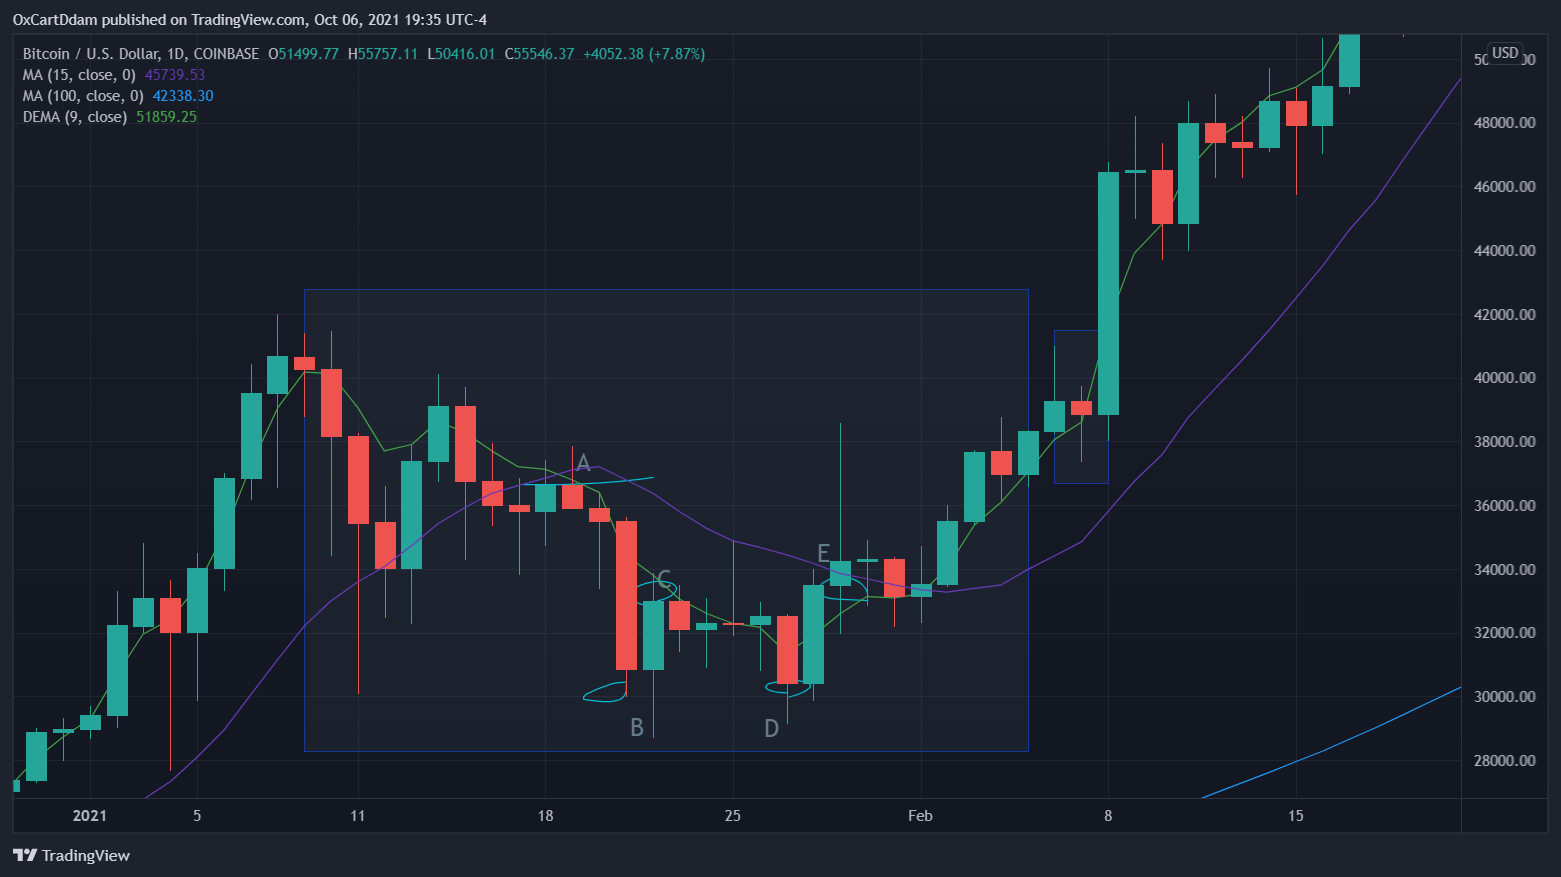 OxCartDdam published on TradingView.com, Oct 06, 2021 19:35 UTC-4
Bitcoin / U.S. Dollar, 1D, COINBASE O51499.77 H55757.11 L50416.01 C55546.37 +4052.38 (+7.87%)
MA (15, close, 0) 45739.53
MA (100, close, 0) 42338.30
DEMA (9, close) 51859.25
USD
48000.00
46000.00
44000.00
42000.00
40000.00
38000.00
36000.00
34000.00
32000.00
30000.00
28000.00
A
E
C
B
D
2021 5 11 18 25 Feb 8 15
TradingView